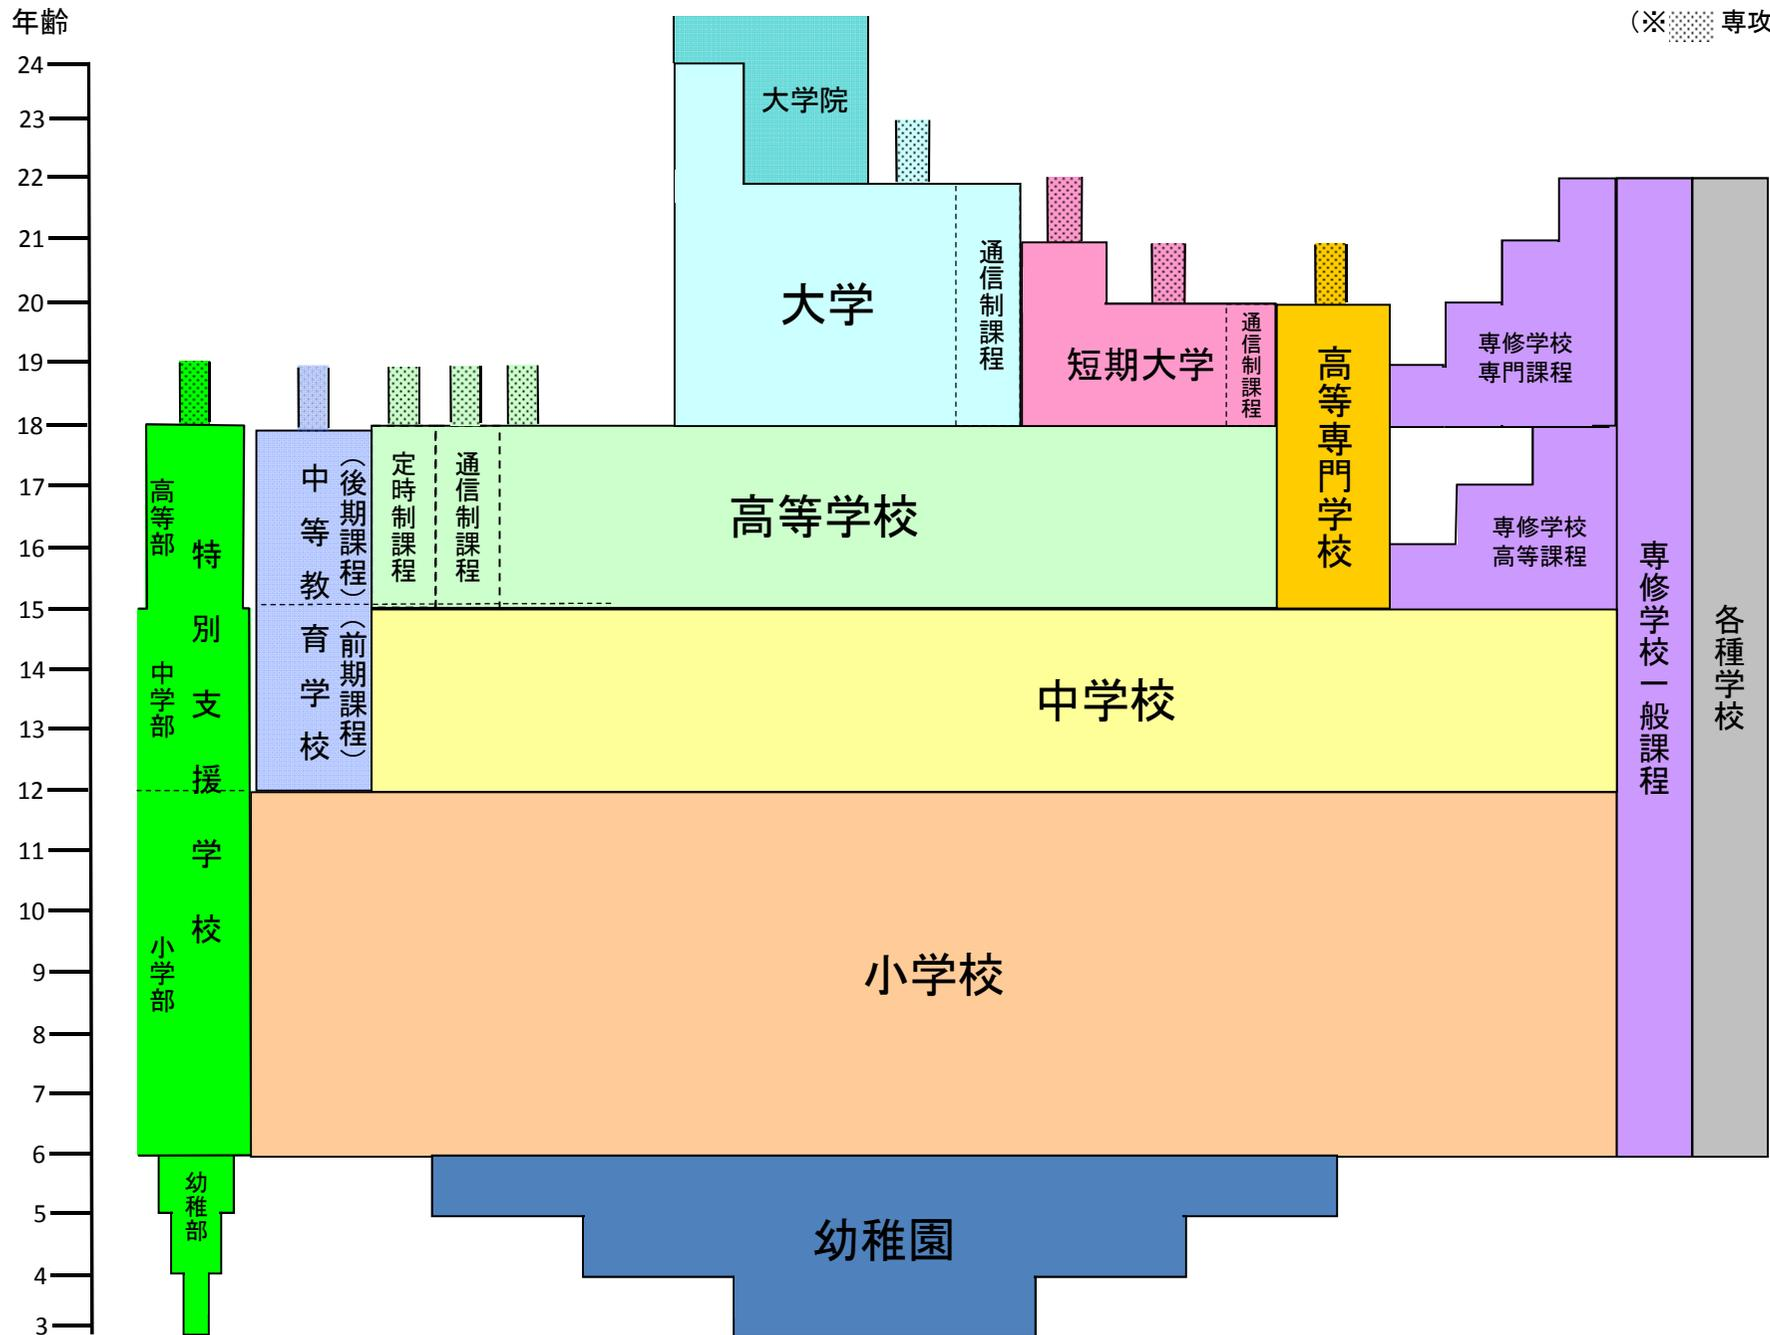 年齢
(※ 専攻
24
23
22
21
20
19
18
17
16
15
14
13
12
11
10
9
8
7
6
5
4
3
大学院
大学
通信制課程
短期大学
通信制課程
高等専門学校
専修学校
専門課程
専修学校
高等課程
専修学校一般課程
各種学校
高等学校
定時制課程
通信制課程
中等教育学校
(後期課程)
(前期課程)
特別支援学校
高等部
中学部
小学部
幼稚部
中学校
小学校
幼稚園